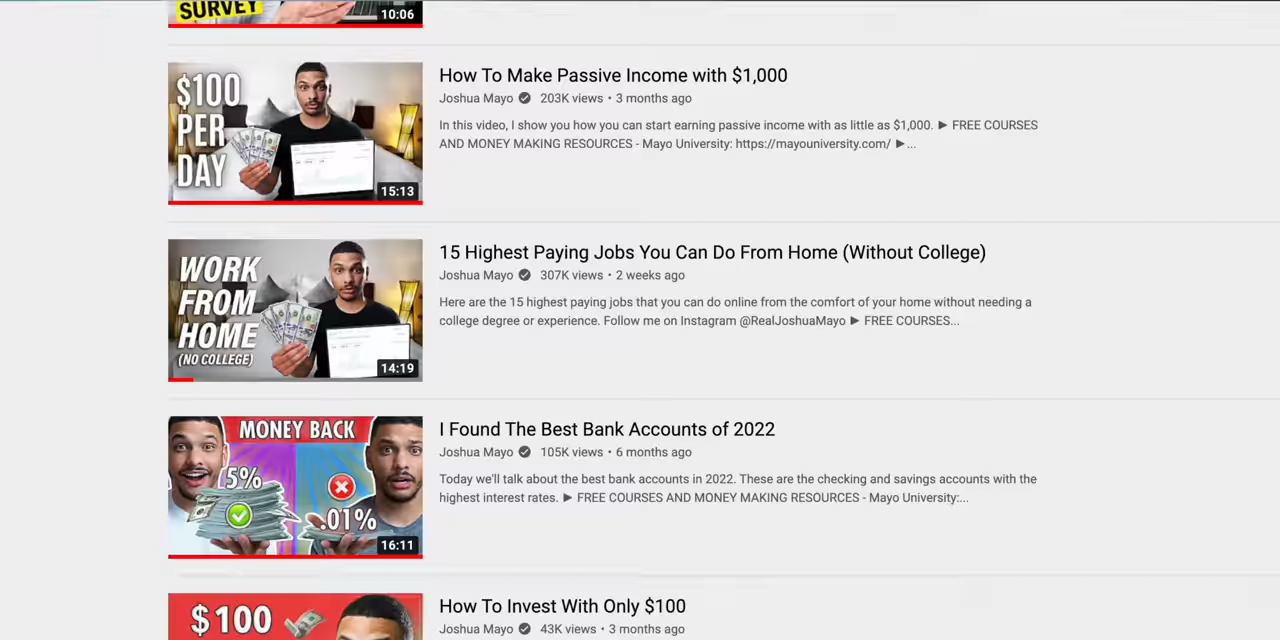 SURVEY
10:06
$100
PER
DAY
15:13
How To Make Passive Income with $1,000
Joshua Mayo 203K views • 3 months ago
In this video, I show you how you can start earning passive income with as little as $1,000. ► FREE COURSES
AND MONEY MAKING RESOURCES - Mayo University: https://mayouniversity.com/ ►...
WORK
FROM
HOME
(NO COLLEGE)
14:19
15 Highest Paying Jobs You Can Do From Home (Without College)
Joshua Mayo 307K views • 2 weeks ago
Here are the 15 highest paying jobs that you can do online from the comfort of your home without needing a
college degree or experience. Follow me on Instagram @RealJoshuaMayo ► FREE COURSES...
MONEY BACK
5%
.01%
16:11
I Found The Best Bank Accounts of 2022
Joshua Mayo 105K views • 6 months ago
Today we'll talk about the best bank accounts in 2022. These are the checking and savings accounts with the
highest interest rates. ► FREE COURSES AND MONEY MAKING RESOURCES - Mayo University:...
$100
How To Invest With Only $100
Joshua Mayo 43K views • 3 months ago